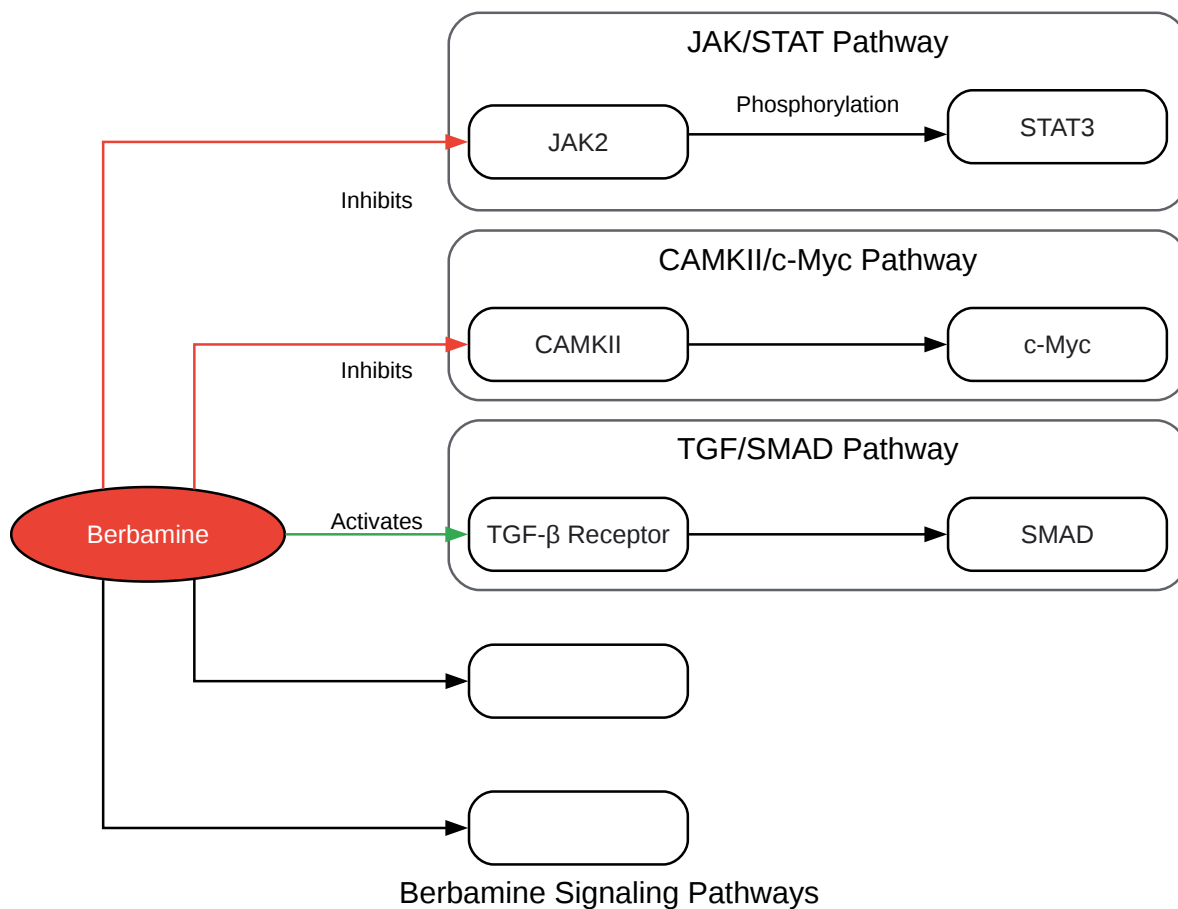 JAK/STAT Pathway
Phosphorylation
JAK2
STAT3
Inhibits
CAMKII/c-Myc Pathway
CAMKII
c-Myc
Inhibits
TGF/SMAD Pathway
Berbamine
Activates
TGF-β Receptor
SMAD
Berbamine Signaling Pathways